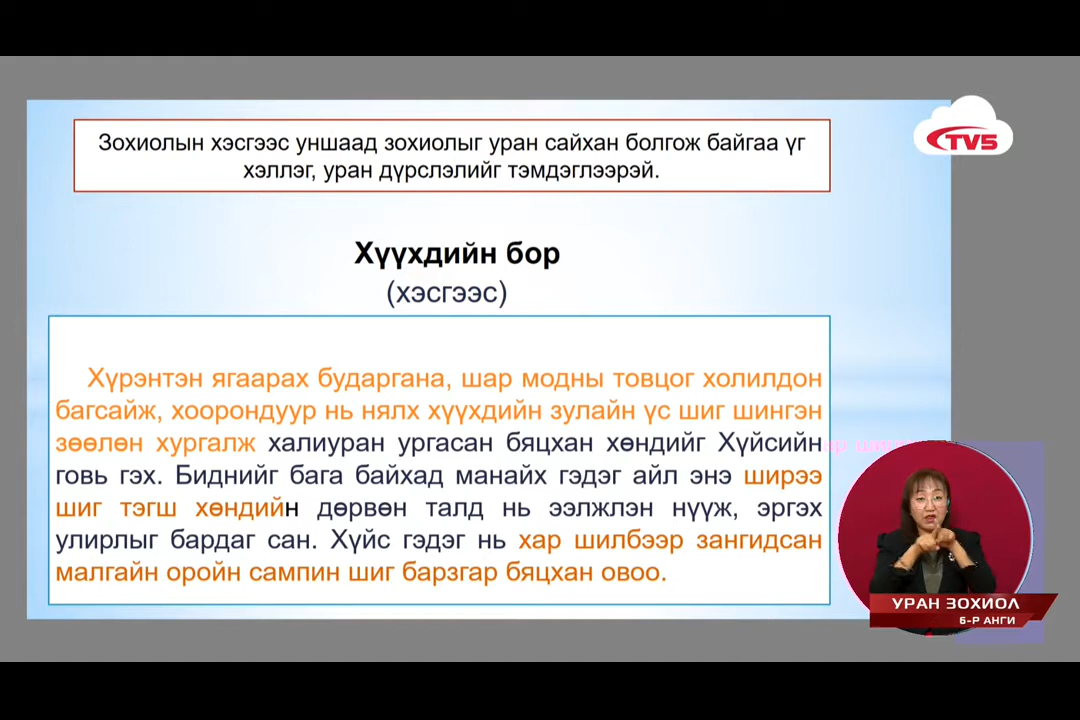 Зохиолын хэсгээс уншаад зохиолыг уран сайхан болгож байгаа үг
хэллэг, уран дүрслэлийг тэмдэглээрэй.
TV5
Хүүхдийн бор
(хэсгээс)
Хүрэнтэн ягаарах бударгана, шар модны товцог холилдон
багсайж, хоорондуур нь нялх хүүхдийн зулайн үс шиг шингэн
зөөлөн хургалж халиуран ургасан бяцхан хөндийг Хүйсийн
говь гэх. Биднийг бага байхад манайх гэдэг айл энэ ширээ
шиг тэгш хөндийн дөрвөн талд нь ээлжлэн нүүж, эргэх
улирлыг бардаг сан. Хүйс гэдэг нь хар шилбээр зангидсан
малгайн оройн сампин шиг барзгар бяцхан овоо.
УРАН ЗОХИОЛ
6-Р АНГИ